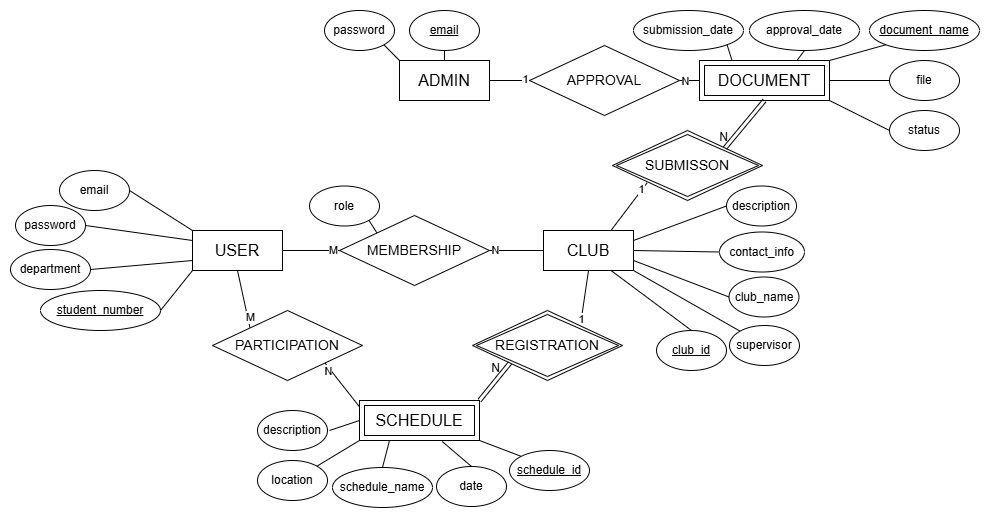 password
email
submission_date
approval_date
document_name
ADMIN
1
APPROVAL
N
DOCUMENT
file
status
N
SUBMISSON
1
email
password
department
student_number
USER
role
M
MEMBERSHIP
N
CLUB
description
contact_info
club_name
supervisor
club_id
M
PARTICIPATION
N
1
REGISTRATION
N
SCHEDULE
description
location
schedule_name
date
schedule_id